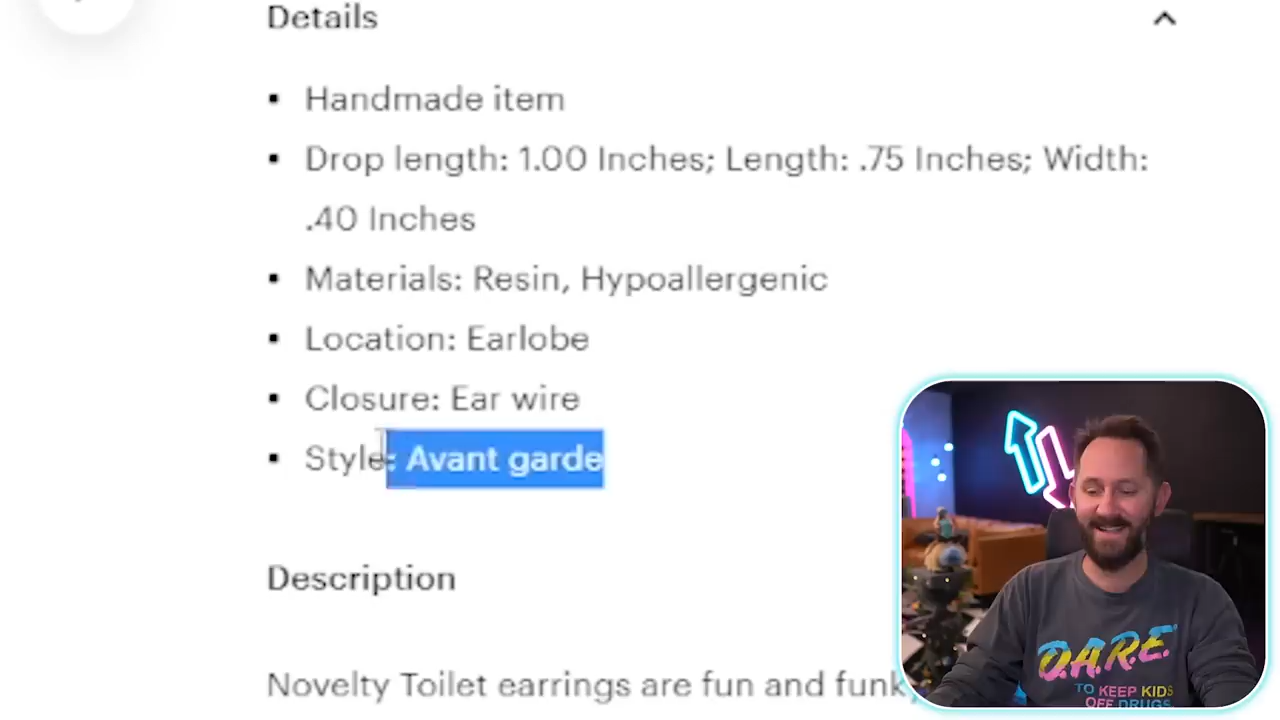 Details
Handmade item
Drop length: 1.00 Inches; Length: .75 Inches; Width:
.40 Inches
Materials: Resin, Hypoallergenic
Location: Earlobe
Closure: Ear wire
Style: Avant garde
Description
Novelty Toilet earrings are fun and funky
D.A.R.E.
TO KEEP KIDS
OFF DRUGS.